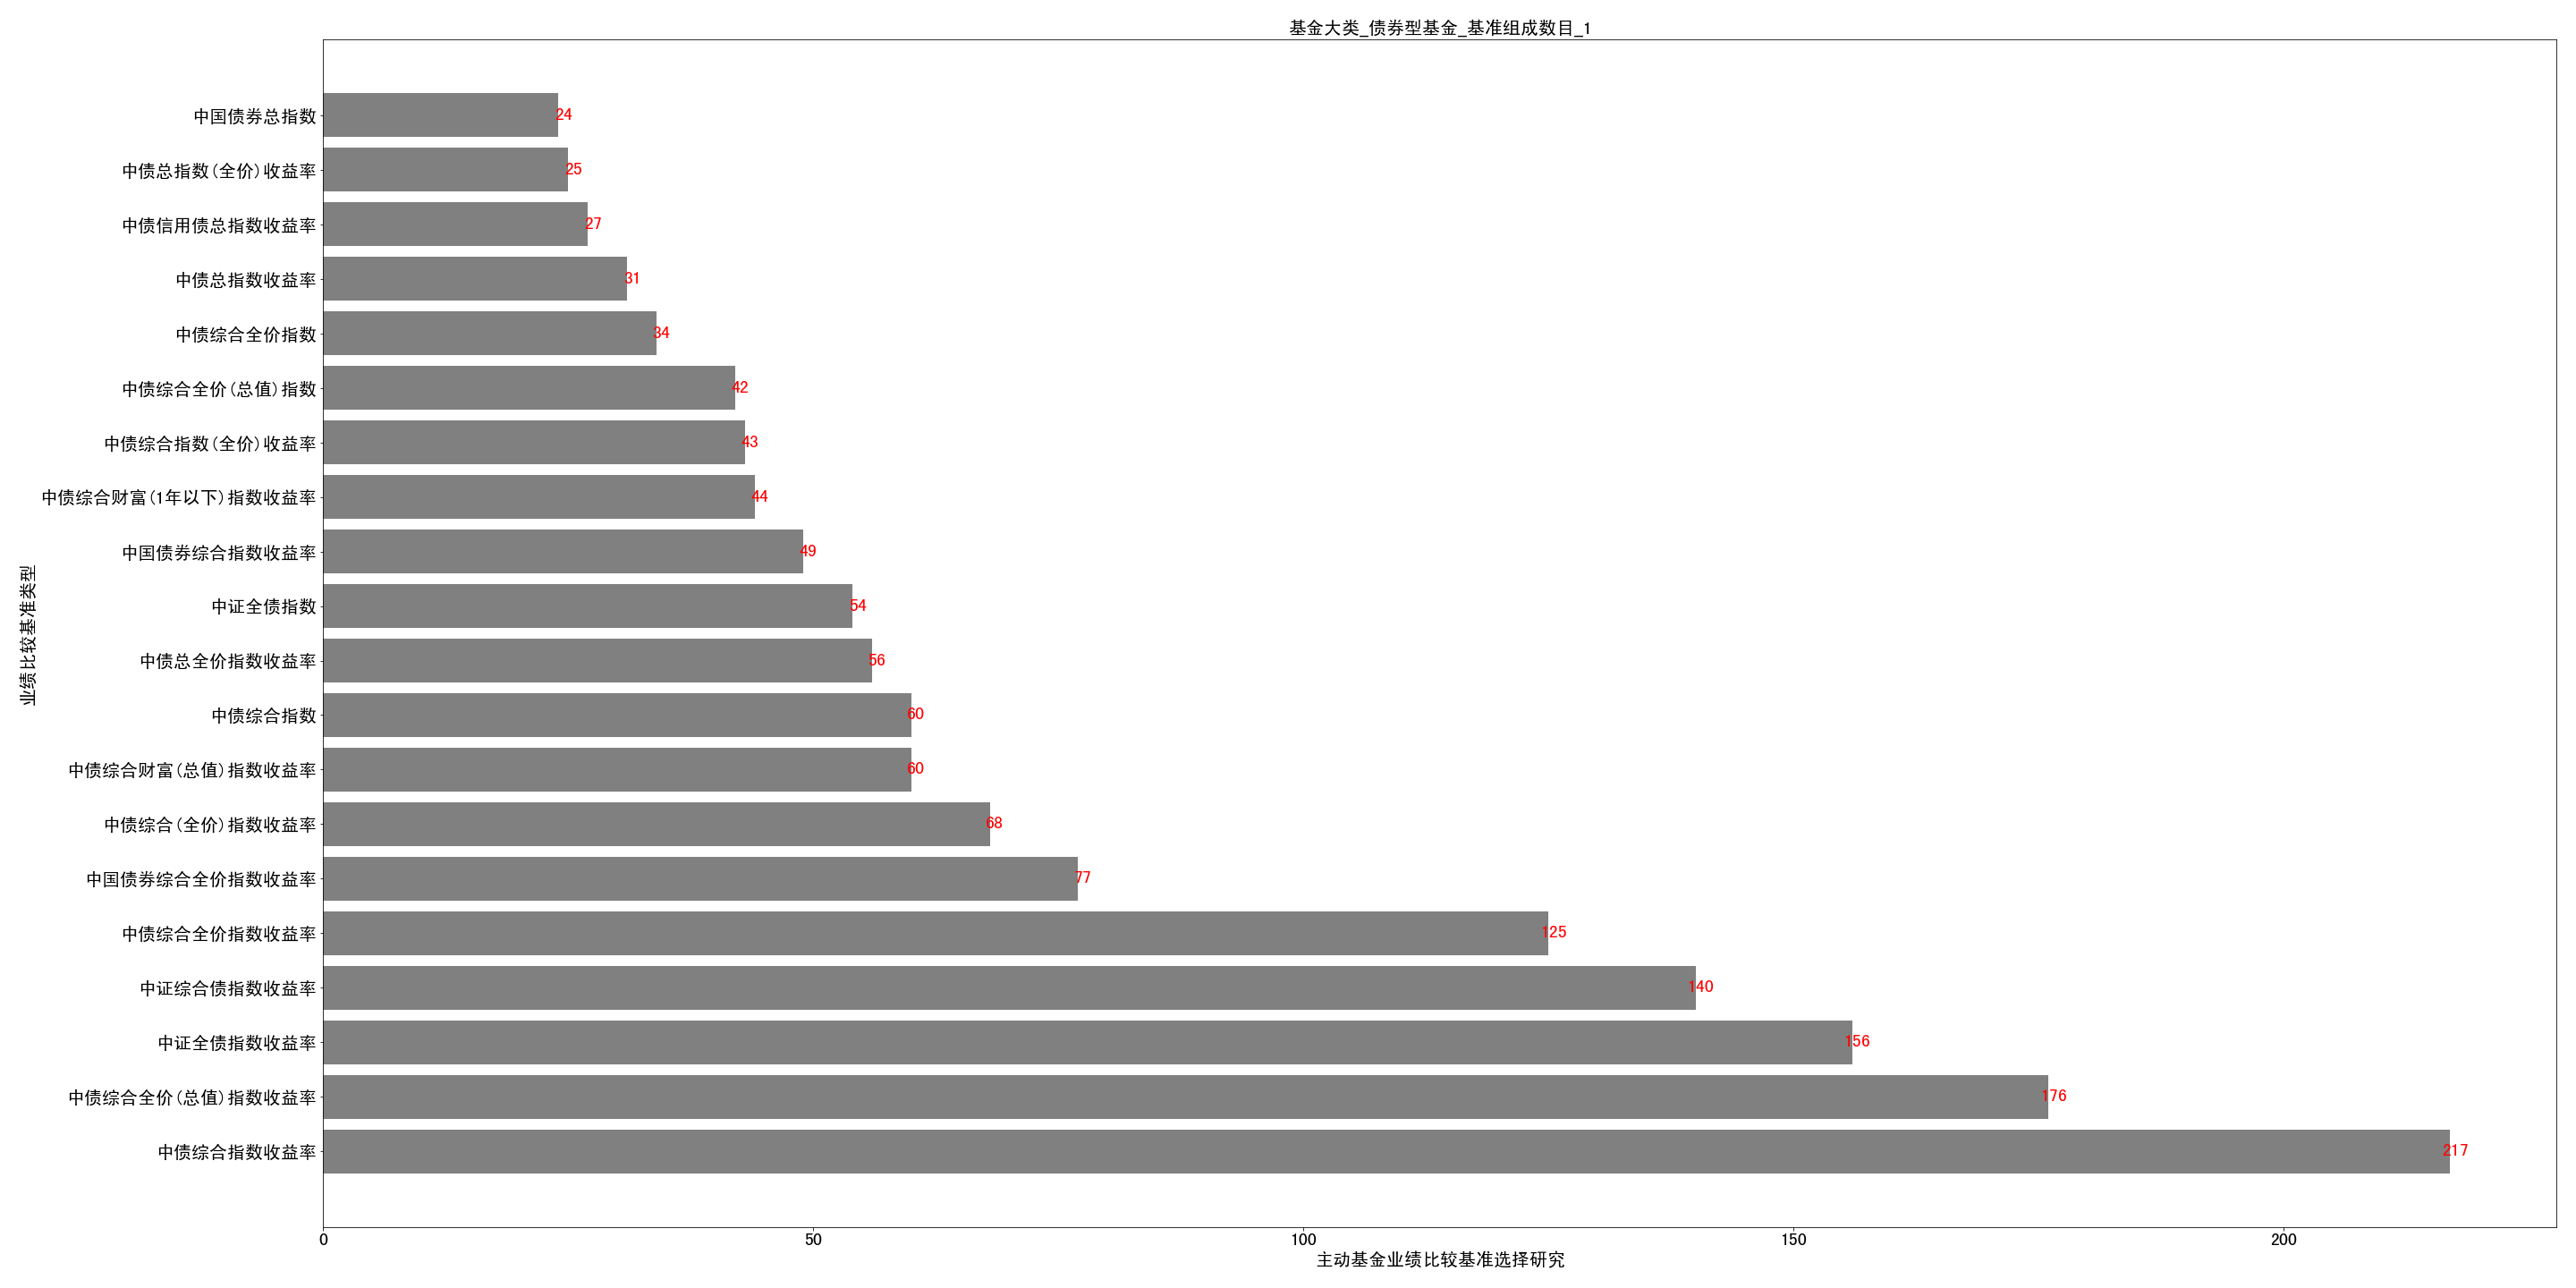 基金大类_债券型基金_基准组成数目_1
业绩比较基准类型
中国债券总指数 24
中债总指数(全价)收益率 25
中债信用债总指数收益率 27
中债总指数收益率 31
中债综合全价指数 34
中债综合全价(总值)指数 42
中债综合指数(全价)收益率 43
中债综合财富(1年以下)指数收益率 44
中国债券综合指数收益率 49
中证全债指数 54
中债总全价指数收益率 56
中债综合指数 60
中债综合财富(总值)指数收益率 60
中债综合(全价)指数收益率 68
中国债券综合全价指数收益率 77
中债综合全价指数收益率 125
中证综合债指数收益率 140
中证全债指数收益率 156
中债综合全价(总值)指数收益率 176
中债综合指数收益率 217
0 50 100 150 200
主动基金业绩比较基准选择研究